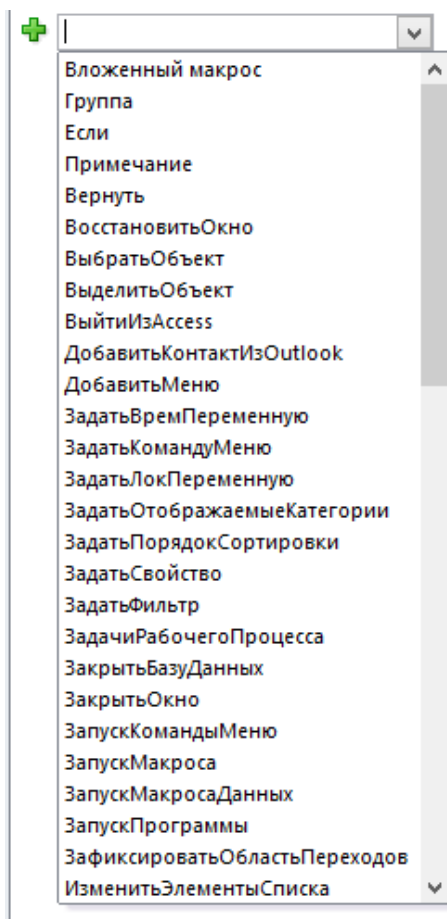 Вложенный макрос
Группа
Если
Примечание
Вернуть
ВосстановитьОкно
ВыбратьОбъект
ВыделитьОбъект
ВыйтиИзAccess
ДобавитьКонтактИзOutlook
ДобавитьМеню
ЗадатьВремПеременную
ЗадатьКомандуМеню
ЗадатьЛокПеременную
ЗадатьОтображаемыеКатегории
ЗадатьПорядокСортировки
ЗадатьСвойство
ЗадатьФильтр
ЗадачиРабочегоПроцесса
ЗакрытьБазуДанных
ЗакрытьОкно
ЗапускКомандыМеню
ЗапускМакроса
ЗапускМакросаДанных
ЗапускПрограммы
ЗафиксироватьОбластьПереходов
ИзменитьЭлементыСписка